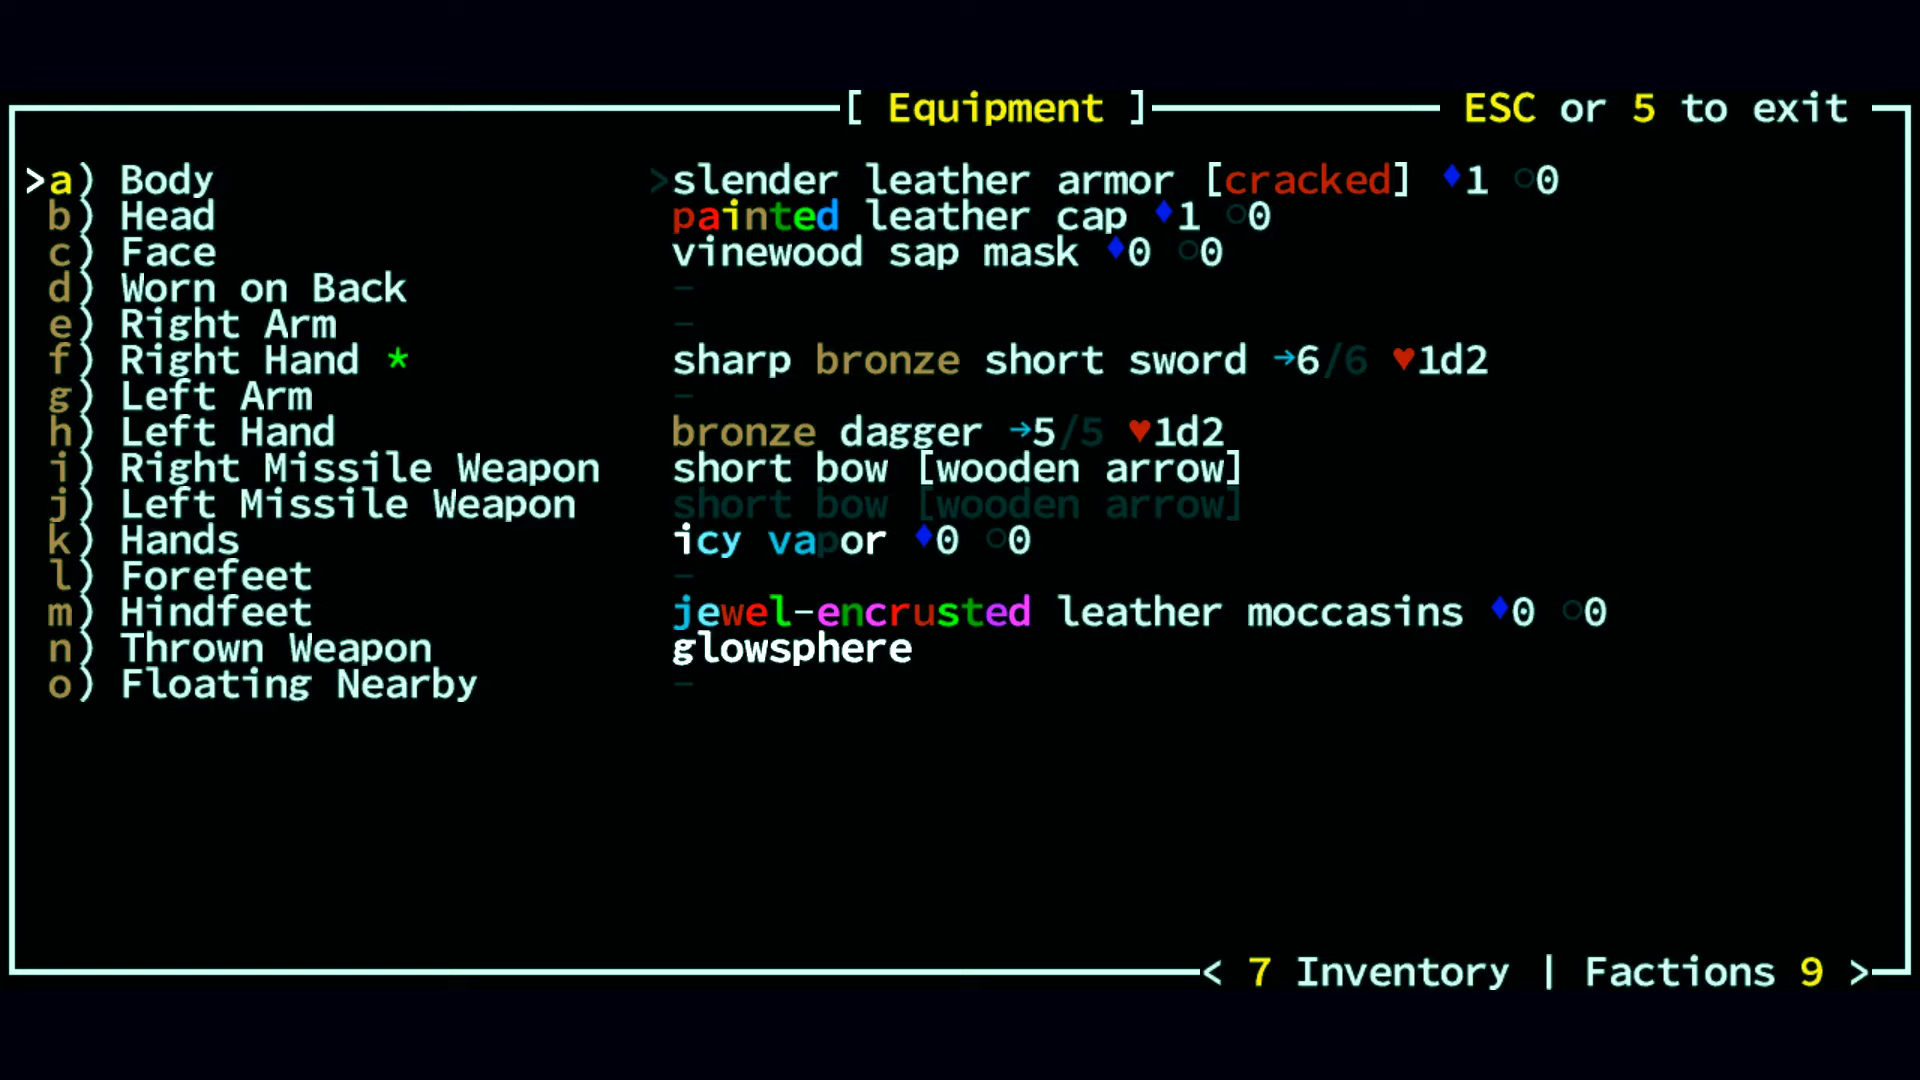 [ Equipment ] ESC or 5 to exit
>a) Body >slender leather armor [cracked] ♦1 ○0
b) Head painted leather cap ♦1 ○0
c) Face vinewood sap mask ♦0 ○0
d) Worn on Back -
e) Right Arm -
f) Right Hand * sharp bronze short sword →6/6 ♥1d2
g) Left Arm -
h) Left Hand bronze dagger →5/5 ♥1d2
i) Right Missile Weapon short bow [wooden arrow]
j) Left Missile Weapon short bow [wooden arrow]
k) Hands icy vapor ♦0 ○0
l) Forefeet -
m) Hindfeet jewel-encrusted leather moccasins ♦0 ○0
n) Thrown Weapon glowsphere
o) Floating Nearby -
< 7 Inventory | Factions 9 >